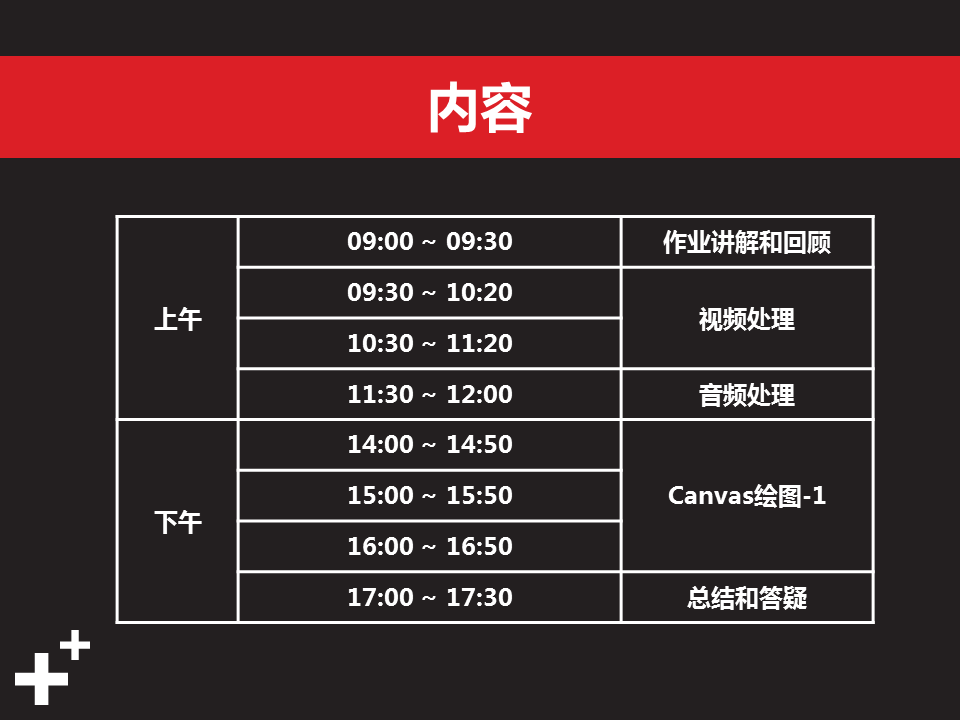 内容
上午
09:00 ~ 09:30
作业讲解和回顾
09:30 ~ 10:20
视频处理
10:30 ~ 11:20
11:30 ~ 12:00
音频处理
下午
14:00 ~ 14:50
Canvas绘图-1
15:00 ~ 15:50
16:00 ~ 16:50
17:00 ~ 17:30
总结和答疑